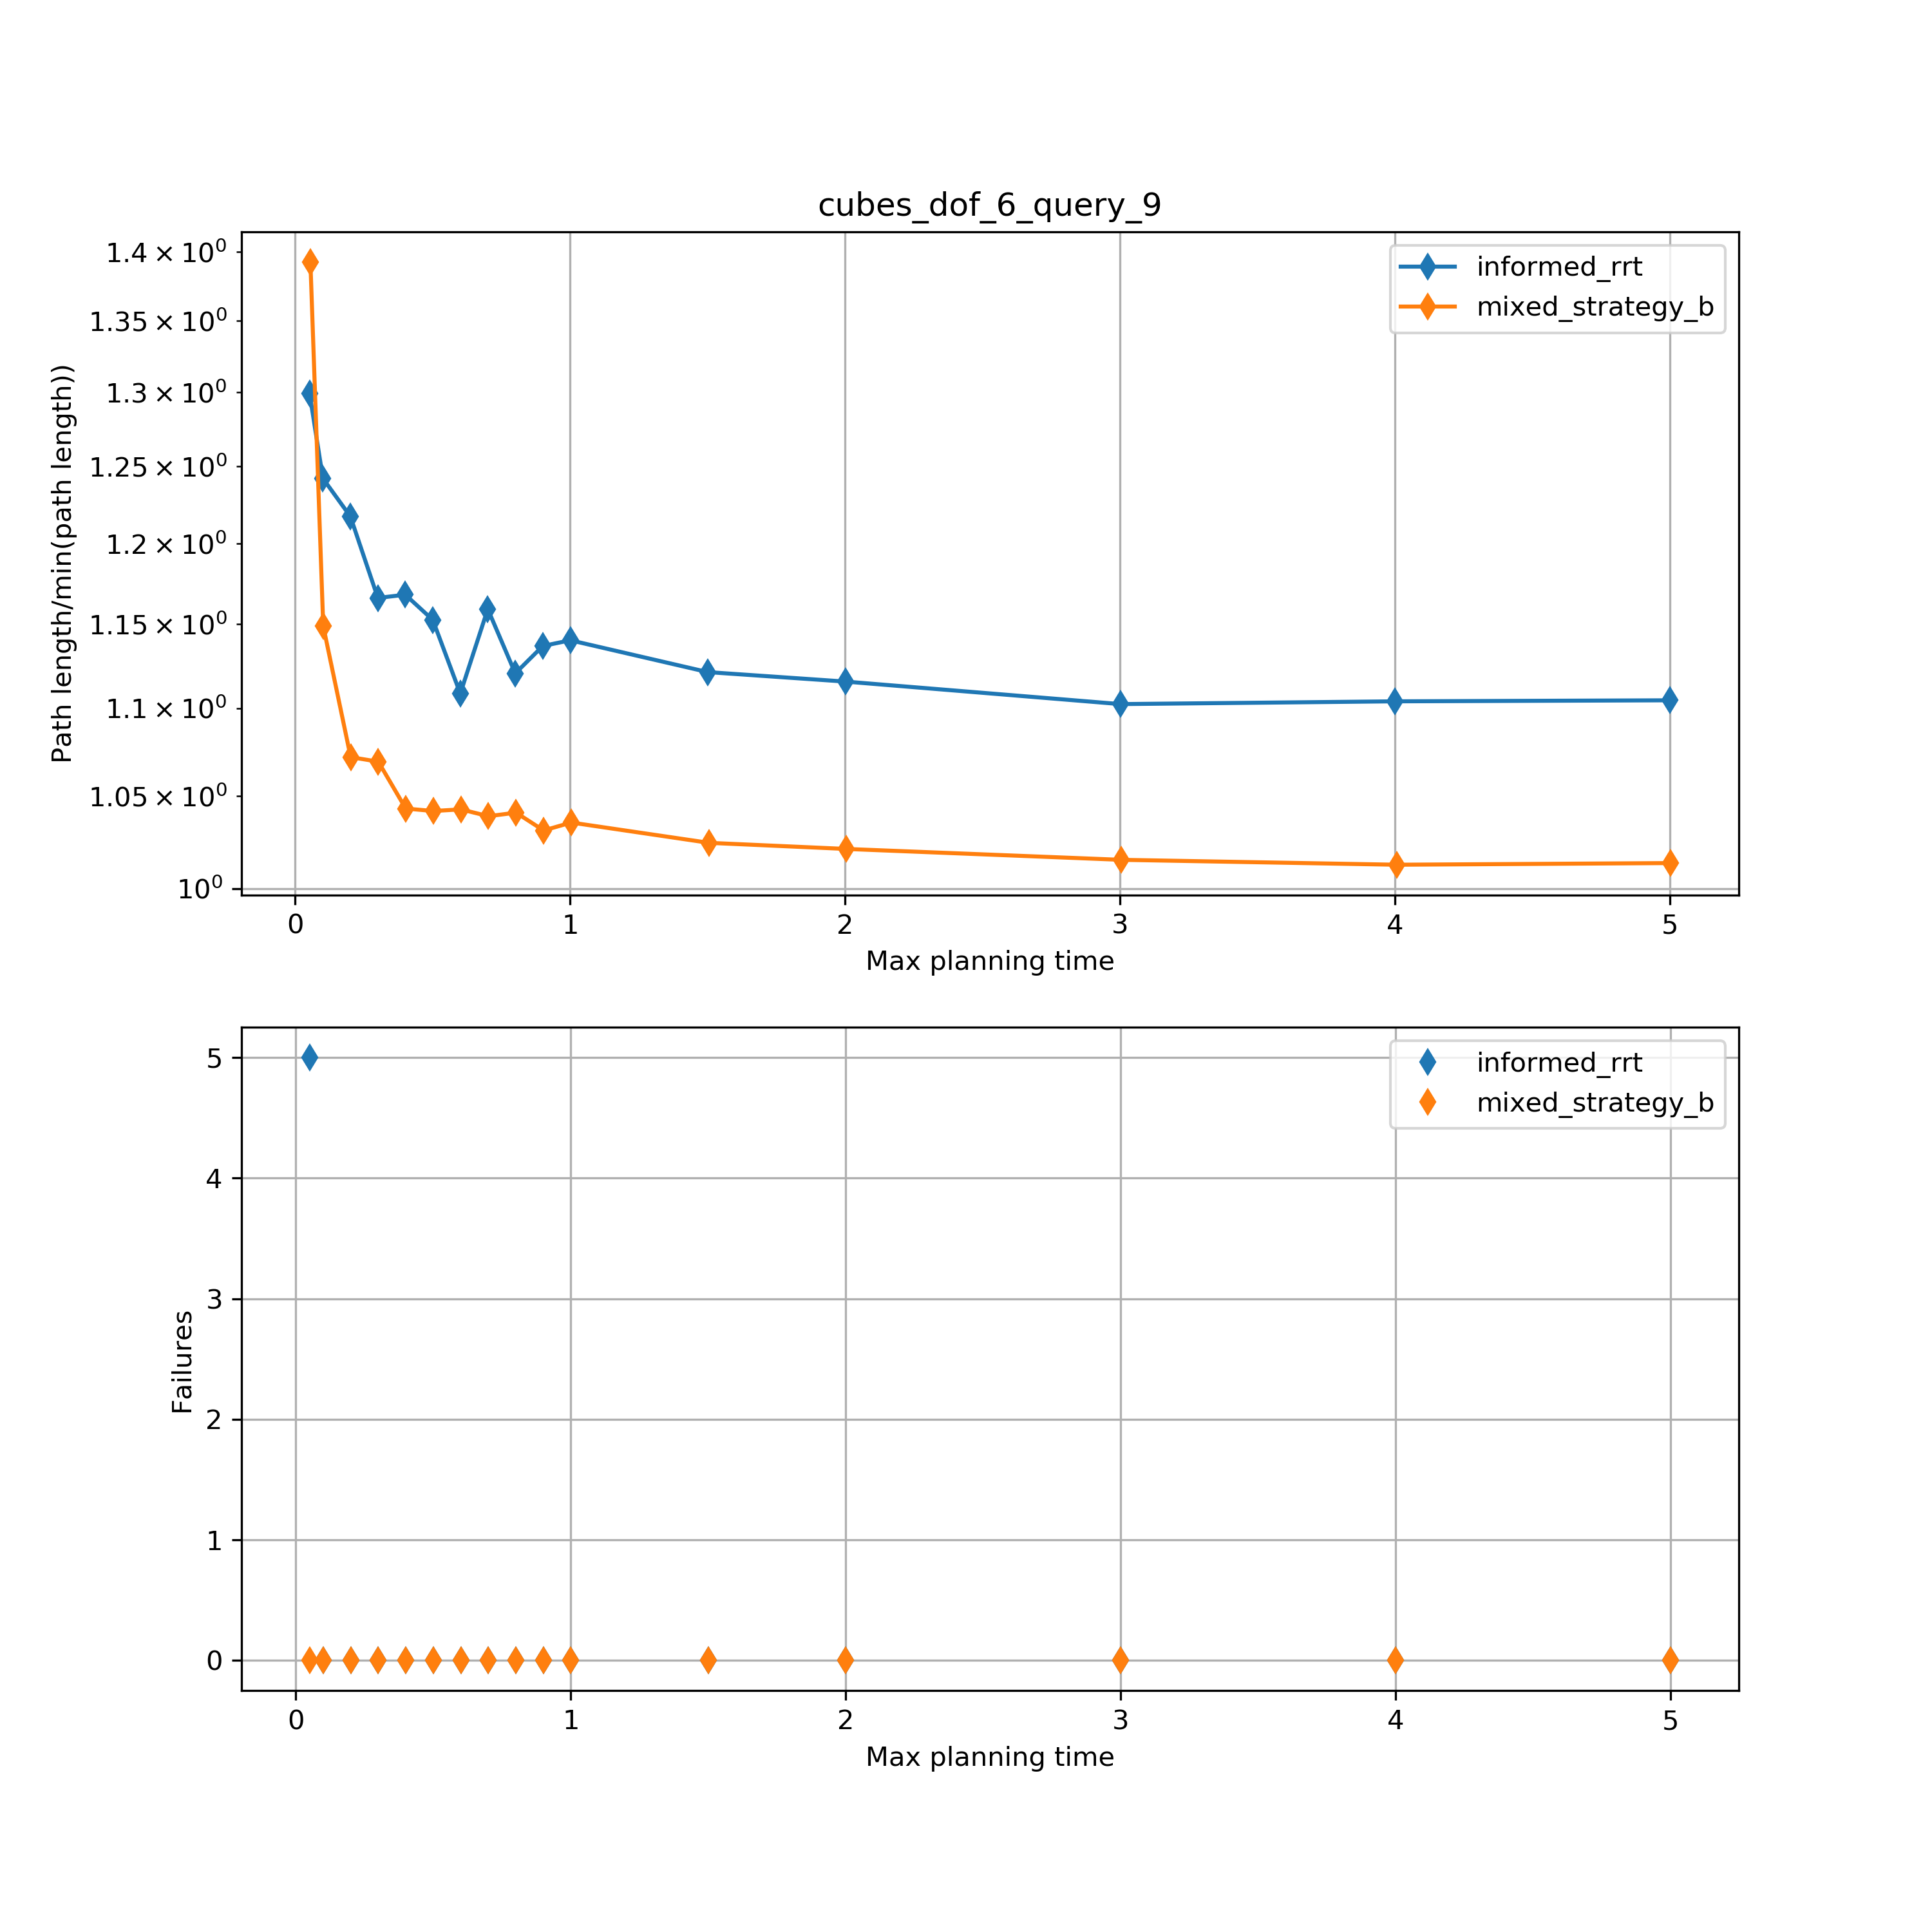 cubes_dof_6_query_9
1.4 × 10⁰
1.35 × 10⁰
1.3 × 10⁰
1.25 × 10⁰
1.2 × 10⁰
1.15 × 10⁰
1.1 × 10⁰
1.05 × 10⁰
10⁰
Path length/min(path length))
informed_rrt
mixed_strategy_b
0 1 2 3 4 5
Max planning time
5
4
3
2
1
0
Failures
informed_rrt
mixed_strategy_b
0 1 2 3 4 5
Max planning time